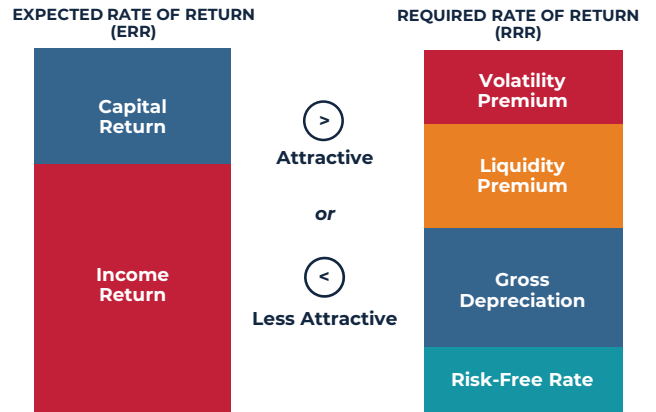 EXPECTED RATE OF RETURN
(ERR)
Capital
Return
Income
Return
>
Attractive
or
<
Less Attractive
REQUIRED RATE OF RETURN
(RRR)
Volatility
Premium
Liquidity
Premium
Gross
Depreciation
Risk-Free Rate